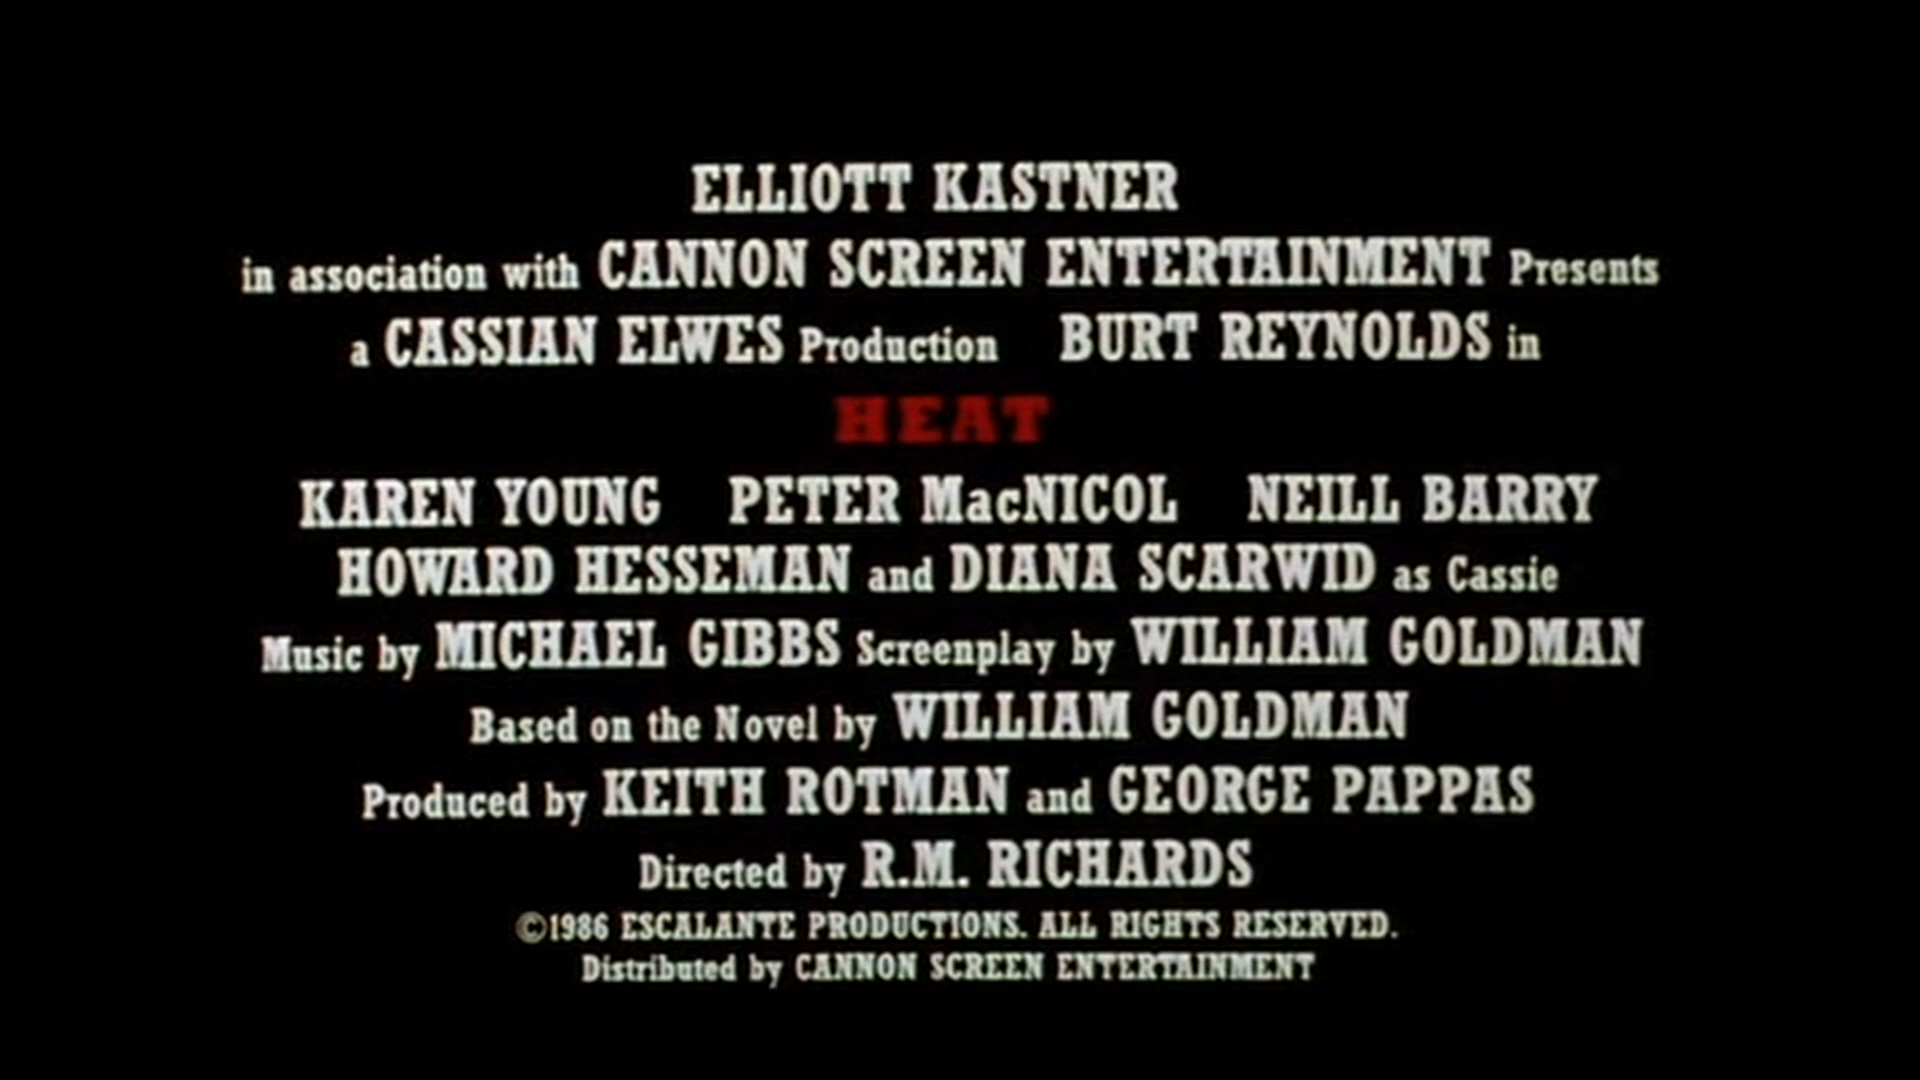 ELLIOTT KASTNER
in association with CANNON SCREEN ENTERTAINMENT Presents
a CASSIAN ELWES Production BURT REYNOLDS in
HEAT
KAREN YOUNG PETER MacNICOL NEILL BARRY
HOWARD HESSEMAN and DIANA SCARWID as Cassie
Music by MICHAEL GIBBS Screenplay by WILLIAM GOLDMAN
Based on the Novel by WILLIAM GOLDMAN
Produced by KEITH ROTMAN and GEORGE PAPPAS
Directed by R.M. RICHARDS
©1986 ESCALANTE PRODUCTIONS. ALL RIGHTS RESERVED.
Distributed by CANNON SCREEN ENTERTAINMENT